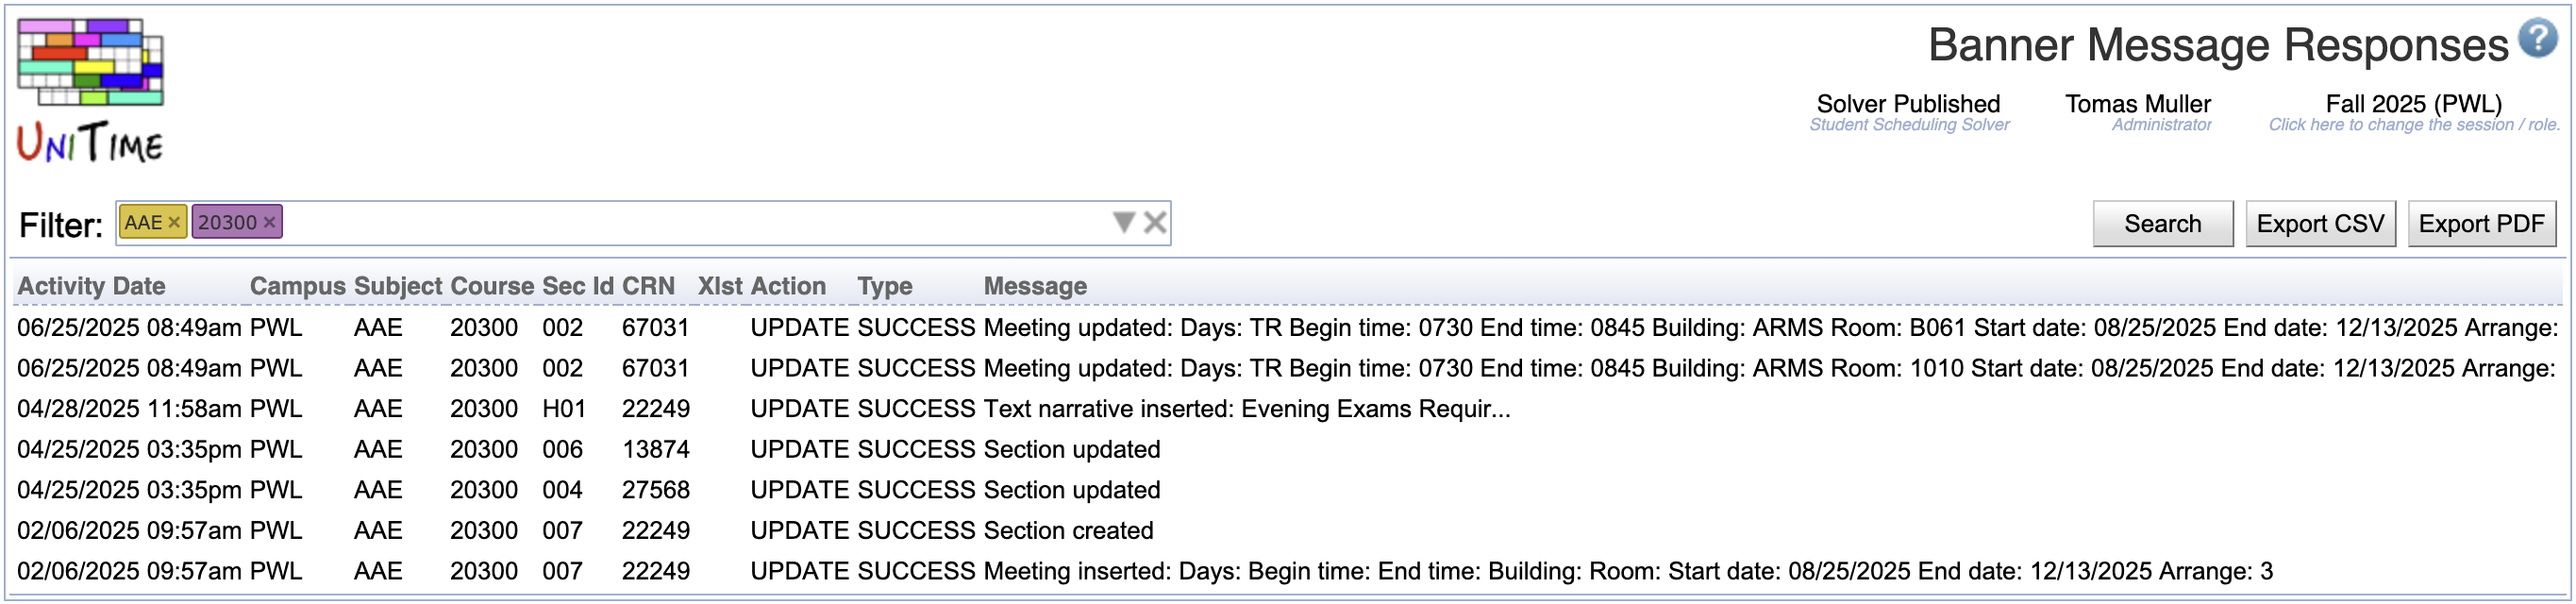 Banner Message Responses ?
UNITIME
Solver Published Tomas Muller Fall 2025 (PWL)
Student Scheduling Solver Administrator Click here to change the session / role.
Filter: AAE × 20300 × Search Export CSV Export PDF
Activity Date Campus Subject Course Sec Id CRN Xlst Action Type Message
06/25/2025 08:49am PWL AAE 20300 002 67031 UPDATE SUCCESS Meeting updated: Days: TR Begin time: 0730 End time: 0845 Building: ARMS Room: B061 Start date: 08/25/2025 End date: 12/13/2025 Arrange:
06/25/2025 08:49am PWL AAE 20300 002 67031 UPDATE SUCCESS Meeting updated: Days: TR Begin time: 0730 End time: 0845 Building: ARMS Room: 1010 Start date: 08/25/2025 End date: 12/13/2025 Arrange:
04/28/2025 11:58am PWL AAE 20300 H01 22249 UPDATE SUCCESS Text narrative inserted: Evening Exams Requir...
04/25/2025 03:35pm PWL AAE 20300 006 13874 UPDATE SUCCESS Section updated
04/25/2025 03:35pm PWL AAE 20300 004 27568 UPDATE SUCCESS Section updated
02/06/2025 09:57am PWL AAE 20300 007 22249 UPDATE SUCCESS Section created
02/06/2025 09:57am PWL AAE 20300 007 22249 UPDATE SUCCESS Meeting inserted: Days: Begin time: End time: Building: Room: Start date: 08/25/2025 End date: 12/13/2025 Arrange: 3